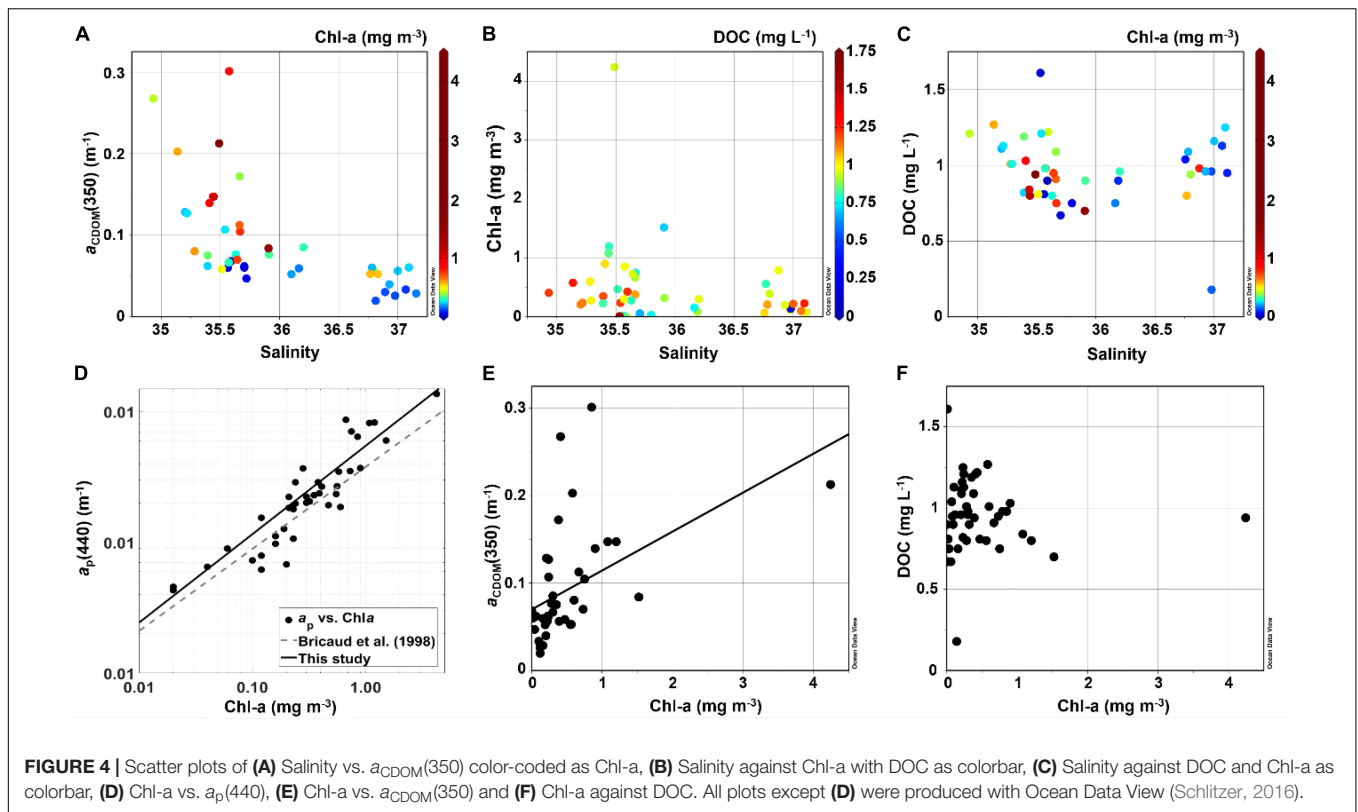 A
Chl-a (mg m⁻³)
aCDOM(350) (m⁻¹)
0.3
0.2
0.1
0
35
35.5
36
36.5
37
Salinity
4
3
2
1
0
Ocean Data View
B
DOC (mg L⁻¹)
Chl-a (mg m⁻³)
4
3
2
1
0
35
35.5
36
36.5
37
Salinity
1.75
1.5
1.25
1
0.75
0.5
0.25
0
Ocean Data View
C
Chl-a (mg m⁻³)
DOC (mg L⁻¹)
1.5
1
0.5
0
35
35.5
36
36.5
37
Salinity
4
3
2
1
0
Ocean Data View
D
ap(440) (m⁻¹)
0.01
0.01
0.01
0.01
0.10
1.00
Chl-a (mg m⁻³)
ap vs. Chla
Bricaud et al. (1998)
This study
E
aCDOM(350) (m⁻¹)
0.3
0.2
0.1
0
0
1
2
3
4
Chl-a (mg m⁻³)
Ocean Data View
F
DOC (mg L⁻¹)
1.5
1
0.5
0
0
1
2
3
4
Chl-a (mg m⁻³)
Ocean Data View
FIGURE 4 | Scatter plots of (A) Salinity vs. aCDOM(350) color-coded as Chl-a, (B) Salinity against Chl-a with DOC as colorbar, (C) Salinity against DOC and Chl-a as
colorbar, (D) Chl-a vs. ap(440), (E) Chl-a vs. aCDOM(350) and (F) Chl-a against DOC. All plots except (D) were produced with Ocean Data View (Schlitzer, 2016).